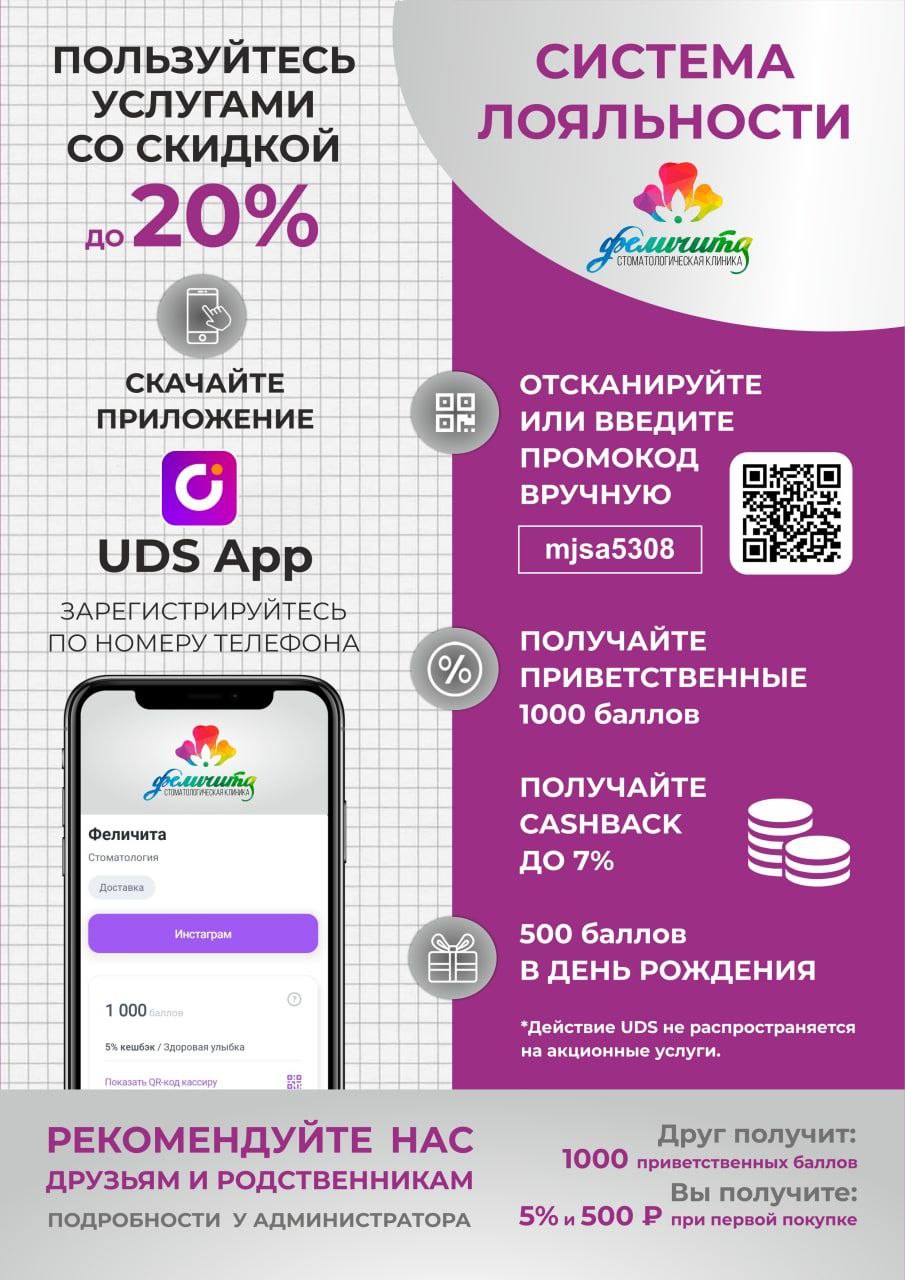 ПОЛЬЗУЙТЕСЬ
УСЛУГАМИ
СО СКИДКОЙ
ДО 20%
СКАЧАЙТЕ
ПРИЛОЖЕНИЕ
UDS App
ЗАРЕГИСТРИРУЙТЕСЬ
ПО НОМЕРУ ТЕЛЕФОНА
феличита
СТОМАТОЛОГИЧЕСКАЯ КЛИНИКА
Феличита
Стоматология
Доставка
Инстаграм
1 000 баллов
?
5% кешбэк / Здоровая улыбка
Показать QR-код кассиру
СИСТЕМА
ЛОЯЛЬНОСТИ
феличита
СТОМАТОЛОГИЧЕСКАЯ КЛИНИКА
ОТСКАНИРУЙТЕ
ИЛИ ВВЕДИТЕ
ПРОМОКОД
ВРУЧНУЮ
mjsa5308
%
ПОЛУЧАЙТЕ
ПРИВЕТСТВЕННЫЕ
1000 баллов
ПОЛУЧАЙТЕ
CASHBACK
ДО 7%
500 баллов
В ДЕНЬ РОЖДЕНИЯ
*Действие UDS не распространяется
на акционные услуги.
РЕКОМЕНДУЙТЕ НАС
ДРУЗЬЯМ И РОДСТВЕННИКАМ
ПОДРОБНОСТИ У АДМИНИСТРАТОРА
Друг получит:
1000 приветственных баллов
Вы получите:
5% и 500 ₽ при первой покупке